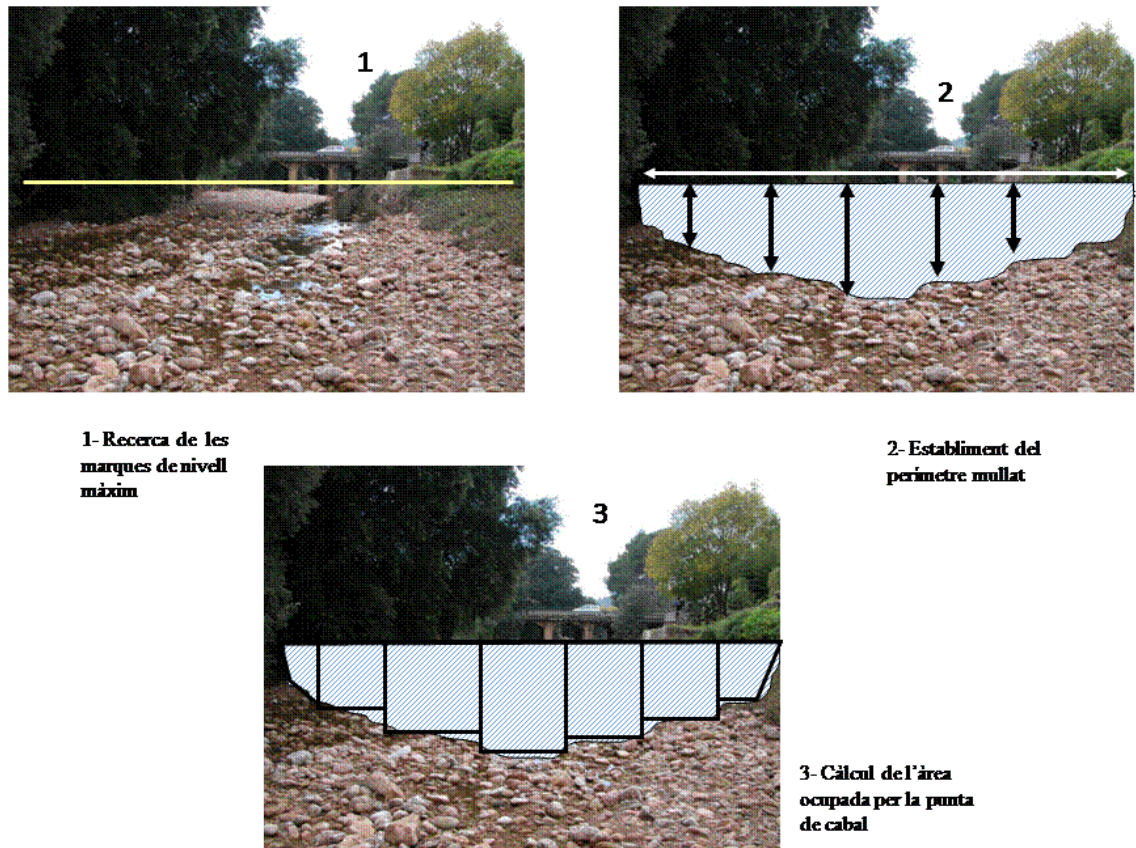 1
2
1- Recerca de les
marques de nivell
màxim
2- Establiment del
perímetre mullat
3
3- Càlcul de l'àrea
ocupada per la punta
de cabal